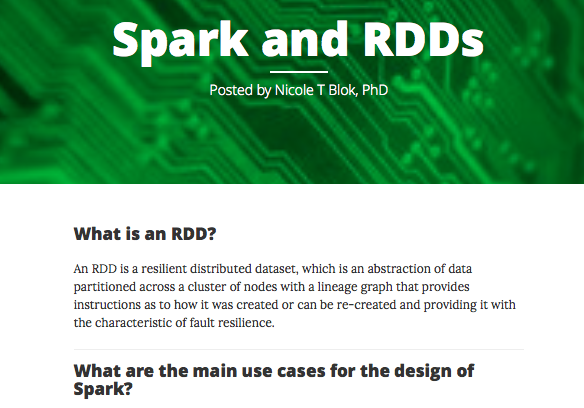 Spark and RDDs
Posted by Nicole T Blok, PhD
What is an RDD?
An RDD is a resilient distributed dataset, which is an abstraction of data
partitioned across a cluster of nodes with a lineage graph that provides
instructions as to how it was created or can be re-created and providing it with
the characteristic of fault resilience.
What are the main use cases for the design of
Spark?